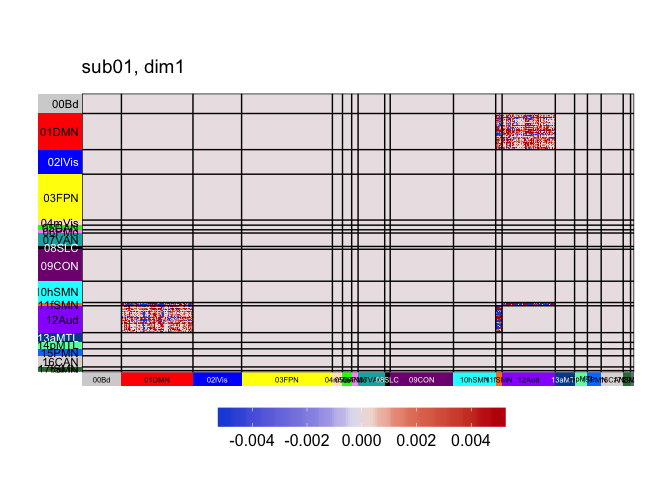 sub01, dim1
00Bd
01DMN
02lVis
03FPN
04mVis
07VAN
08SLC
09CON
10hSMN
11fSMN
12Aud
13aMTL
14pMTL
15PMN
16CAN
00Bd 01DMN 02lVis 03FPN 09CON 10hSMN 12Aud
-0.004 -0.002 0.000 0.002 0.004